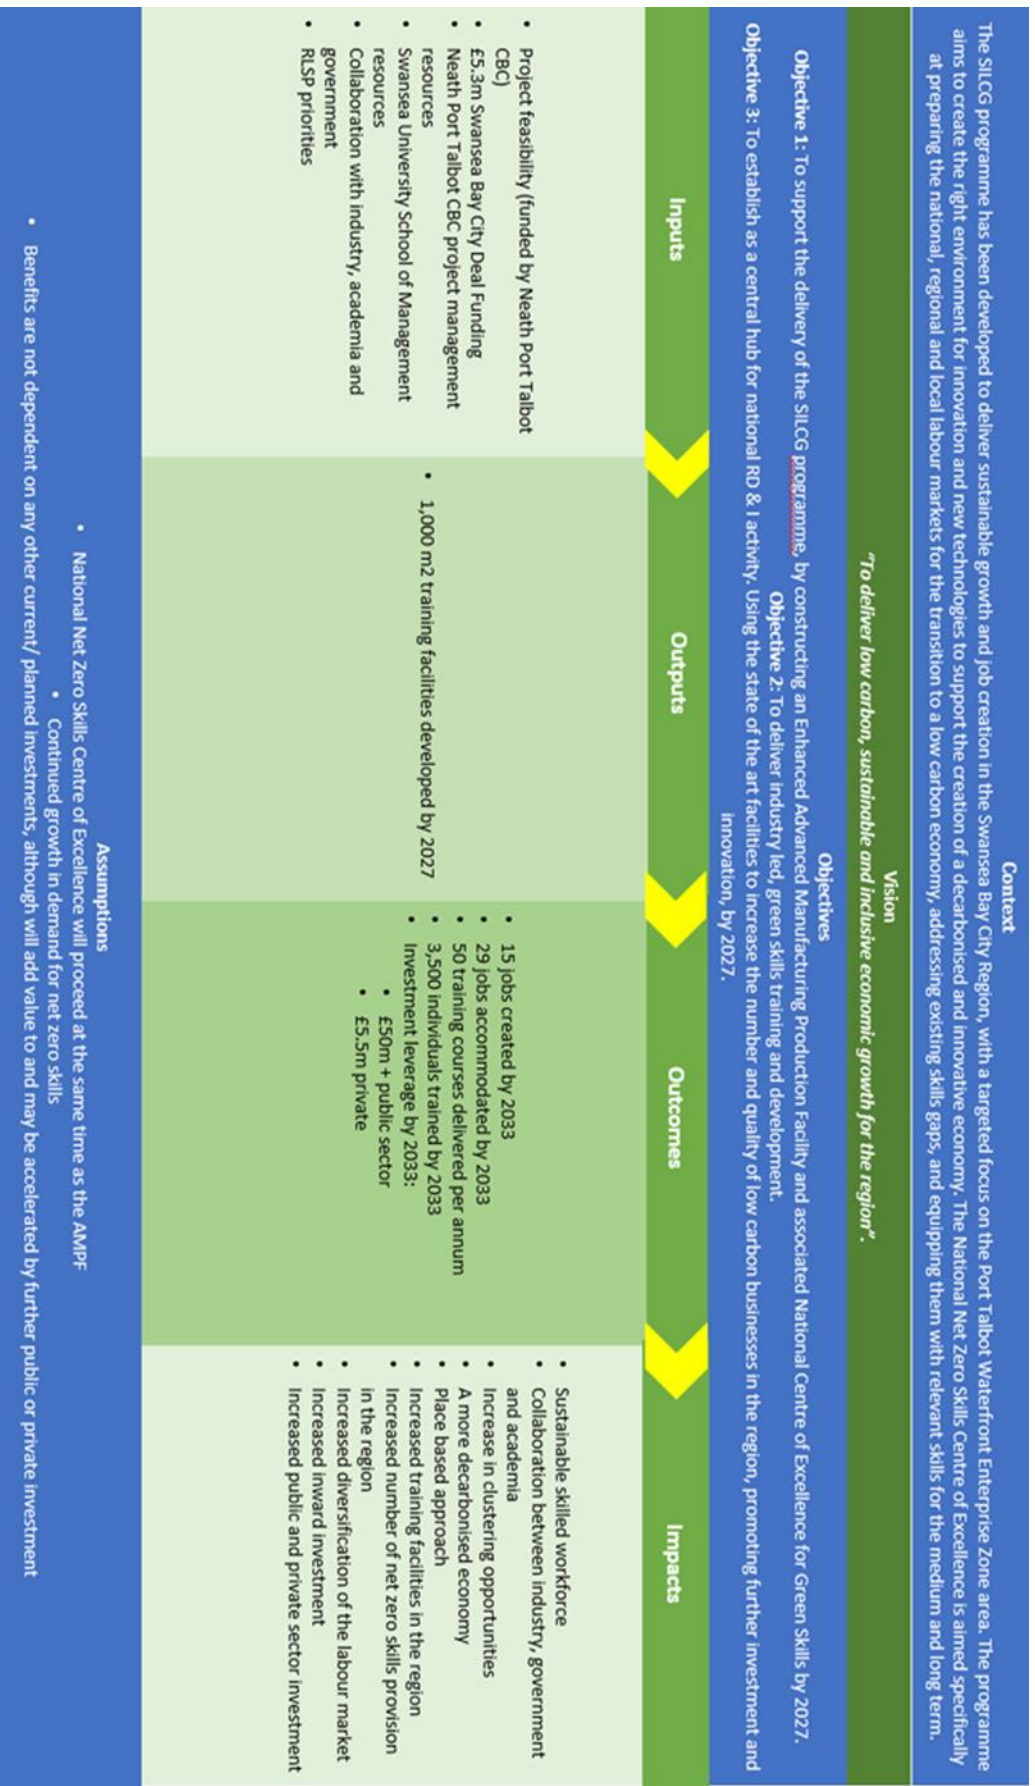 Context
The SILCG programme has been developed to deliver sustainable growth and job creation in the Swansea Bay City Region, with a targeted focus on the Port Talbot Waterfront Enterprise Zone area. The programme
aims to create the right environment for innovation and new technologies to support the creation of a decarbonised and innovative economy. The National Net Zero Skills Centre of Excellence is aimed specifically
at preparing the national, regional and local labour markets for the transition to a low carbon economy, addressing existing skills gaps, and equipping them with relevant skills for the medium and long term.
Vision
"To deliver low carbon, sustainable and inclusive economic growth for the region".
Objectives
Objective 1: To support the delivery of the SILCG programme, by constructing an Enhanced Advanced Manufacturing Production Facility and associated National Centre of Excellence for Green Skills by 2027.
Objective 2: To deliver industry led, green skills training and development.
Objective 3: To establish as a central hub for national RD & I activity. Using the state of the art facilities to increase the number and quality of low carbon businesses in the region, promoting further investment and
innovation, by 2027.
Inputs
• Project feasibility (funded by Neath Port Talbot
CBC)
• £5.3m Swansea Bay City Deal Funding
• Neath Port Talbot CBC project management
resources
• Swansea University School of Management
resources
• Collaboration with industry, academia and
government
• RLSP priorities
Outputs
• 1,000 m2 training facilities developed by 2027
Outcomes
• 15 jobs created by 2033
• 29 jobs accommodated by 2033
• 50 training courses delivered per annum
• 3,500 individuals trained by 2033
• Investment leverage by 2033:
• £50m + public sector
• £5.5m private
Impacts
• Sustainable skilled workforce
• Collaboration between industry, government
and academia
• Increase in clustering opportunities
• A more decarbonised economy
• Place based approach
• Increased training facilities in the region
• Increased number of net zero skills provision
in the region
• Increased diversification of the labour market
• Increased inward investment
• Increased public and private sector investment
Assumptions
• National Net Zero Skills Centre of Excellence will proceed at the same time as the AMPF
• Continued growth in demand for net zero skills
• Benefits are not dependent on any other current/ planned investments, although will add value to and may be accelerated by further public or private investment